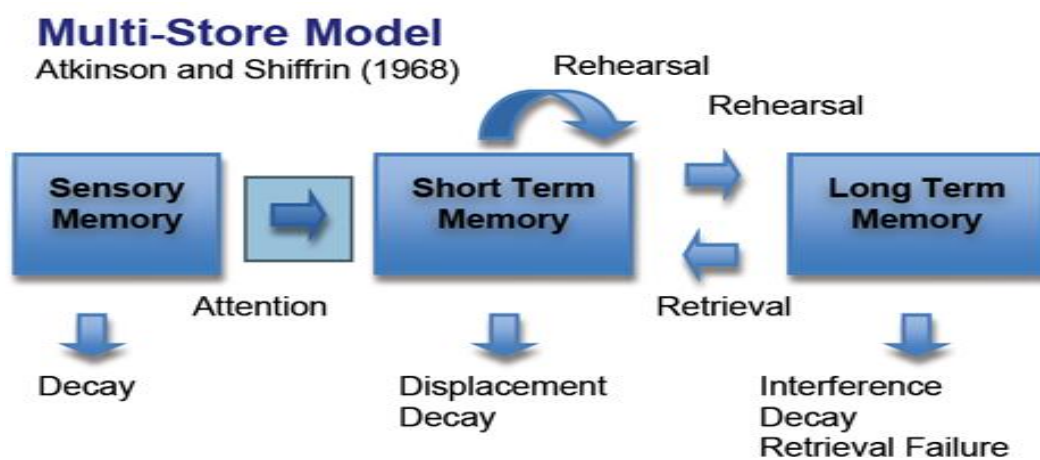 Multi-Store Model
Atkinson and Shiffrin (1968)
Rehearsal
Rehearsal
Sensory
Memory
Short Term
Memory
Long Term
Memory
Attention
Retrieval
Decay
Displacement
Decay
Interference
Decay
Retrieval Failure